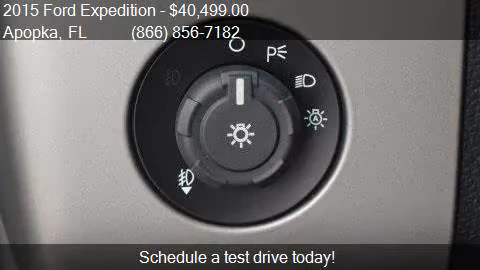 2015 Ford Expedition - $40,499.00
Apopka, FL (866) 856-7182
A
Schedule a test drive today!